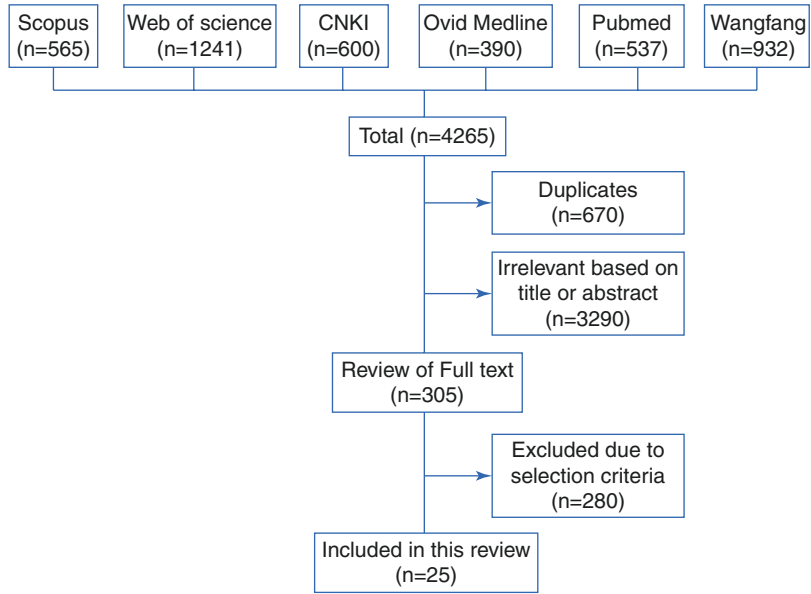 Scopus
(n=565)
Web of science
(n=1241)
CNKI
(n=600)
Ovid Medline
(n=390)
Pubmed
(n=537)
Wangfang
(n=932)
Total (n=4265)
Duplicates
(n=670)
Irrelevant based on
title or abstract
(n=3290)
Review of Full text
(n=305)
Excluded due to
selection criteria
(n=280)
Included in this review
(n=25)